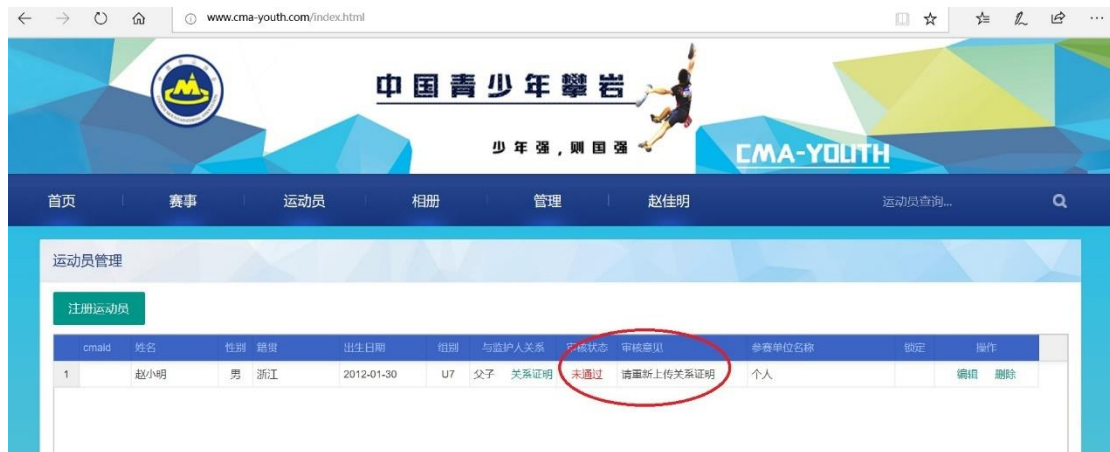 www.cma-youth.com/index.html
中国青少年攀岩
少年强,则国强
CMA-YOUTH
首页 赛事 运动员 相册 管理 赵佳明 运动员查询...
运动员管理
注册运动员
cmaid 姓名 性别 籍贯 出生日期 组别 与监护人关系 审核状态 审核意见 参赛单位名称 锁定 操作
1 赵小明 男 浙江 2012-01-30 U7 父子 关系证明 未通过 请重新上传关系证明 个人 编辑 删除